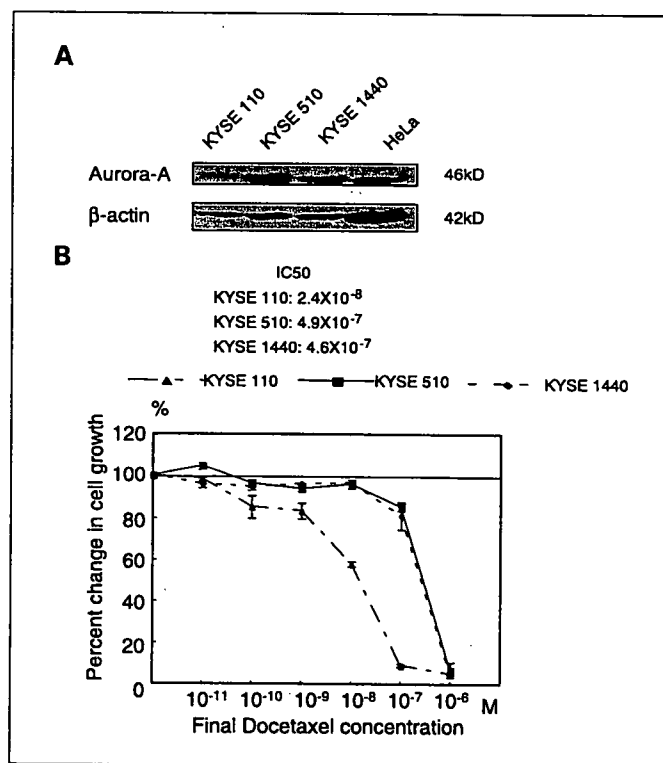 A
KYSE 110 KYSE 510 KYSE 1440 HeLa
Aurora-A 46kD
β-actin 42kD
B
IC50
KYSE 110: 2.4X10⁻⁸
KYSE 510: 4.9X10⁻⁷
KYSE 1440: 4.6X10⁻⁷
KYSE 110 KYSE 510 KYSE 1440
%
120
100
80
60
40
20
0
Percent change in cell growth
10⁻¹¹ 10⁻¹⁰ 10⁻⁹ 10⁻⁸ 10⁻⁷ 10⁻⁶ M
Final Docetaxel concentration